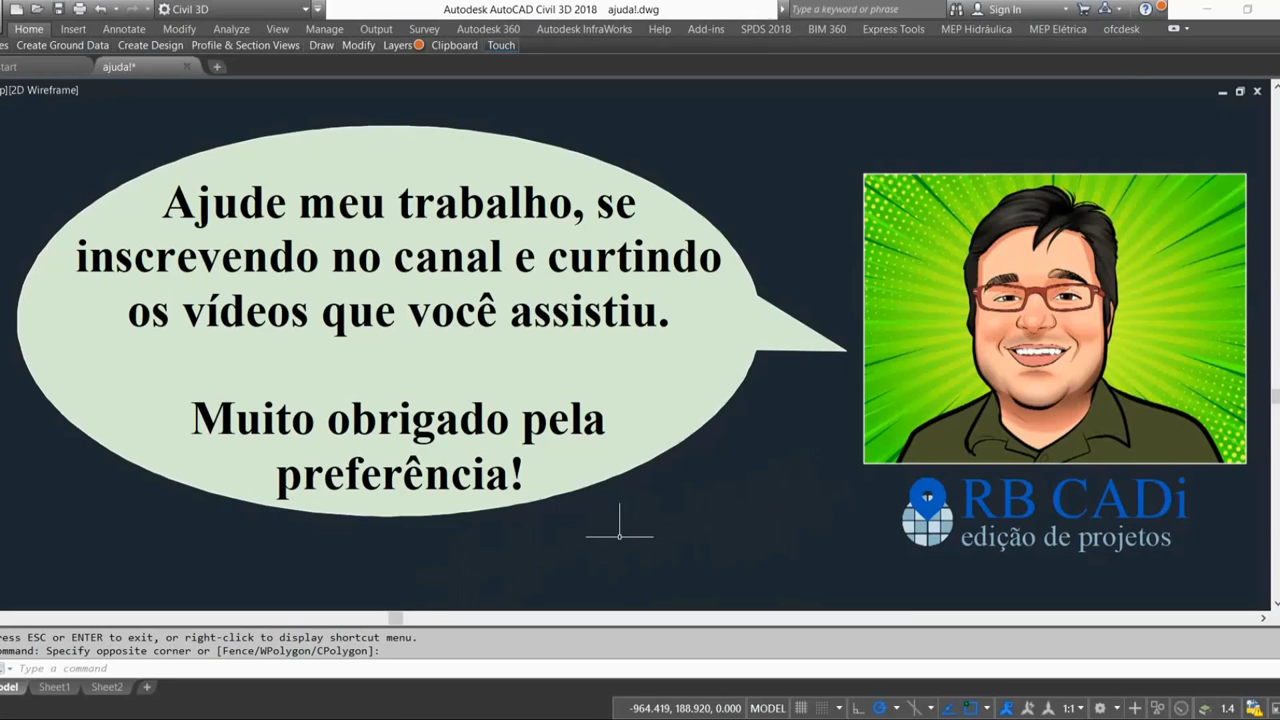 Civil 3D
Autodesk AutoCAD Civil 3D 2018 ajuda!.dwg
Type a keyword or phrase
Sign In
Home Insert Annotate Modify Analyze View Manage Output Survey Autodesk 360 Autodesk InfraWorks Help Add-ins SPDS 2018 BIM 360 Express Tools MEP Hidráulica MEP Elétrica ofcdesk
Create Ground Data Create Design Profile & Section Views Draw Modify Layers Clipboard Touch
ajuda!*
[2D Wireframe]
Ajude meu trabalho, se
inscrevendo no canal e curtindo
os vídeos que você assistiu.
Muito obrigado pela
preferência!
RB CADi
edição de projetos
ress ESC or ENTER to exit, or right-click to display shortcut menu.
ommand: Specify opposite corner or [Fence/WPolygon/CPolygon]:
Type a command
odel Sheet1 Sheet2
-964.419, 188.920, 0.000 MODEL 1:1 1.4